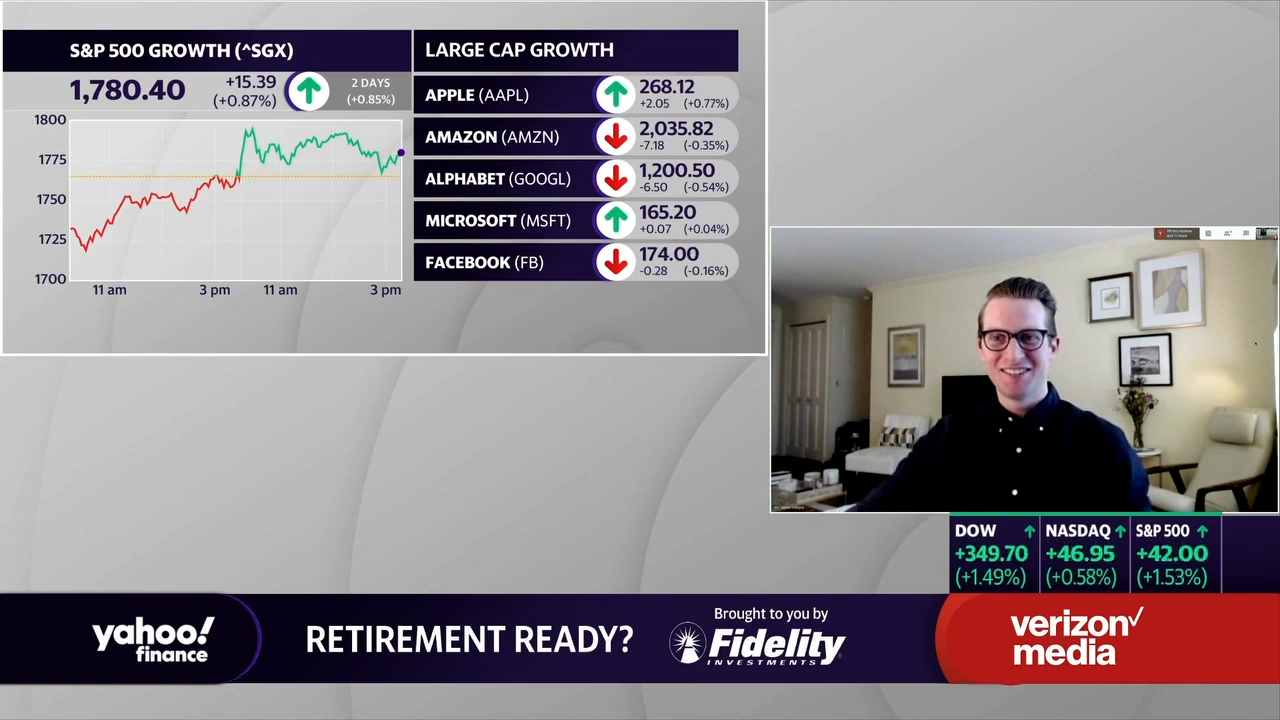 S&P 500 GROWTH (^SGX)
1,780.40
+15.39
(+0.87%)
2 DAYS
(+0.85%)
1800
1775
1750
1725
1700
11 am
3 pm
11 am
3 pm
LARGE CAP GROWTH
APPLE (AAPL)
268.12
+2.05 (+0.77%)
AMAZON (AMZN)
2,035.82
-7.18 (-0.35%)
ALPHABET (GOOGL)
1,200.50
-6.50 (-0.54%)
MICROSOFT (MSFT)
165.20
+0.07 (+0.04%)
FACEBOOK (FB)
174.00
-0.28 (-0.16%)
DOW
+349.70
(+1.49%)
NASDAQ
+46.95
(+0.58%)
S&P 500
+42.00
(+1.53%)
yahoo!
finance
RETIREMENT READY?
Brought to you by
Fidelity
INVESTMENTS
verizon
media